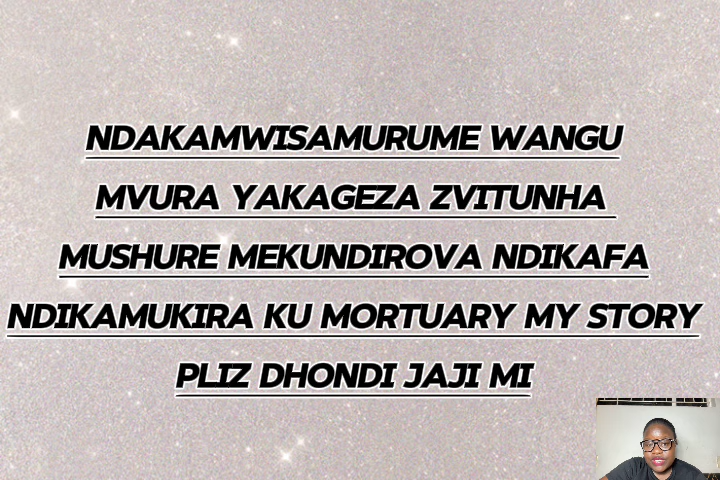 NDAKAMWISAMURUME WANGU
MVURA YAKAGEZA ZVITUNHA
MUSHURE MEKUNDIROVA NDIKAFA
NDIKAMUKIRA KU MORTUARY MY STORY
PLIZ DHONDI JAJI MI